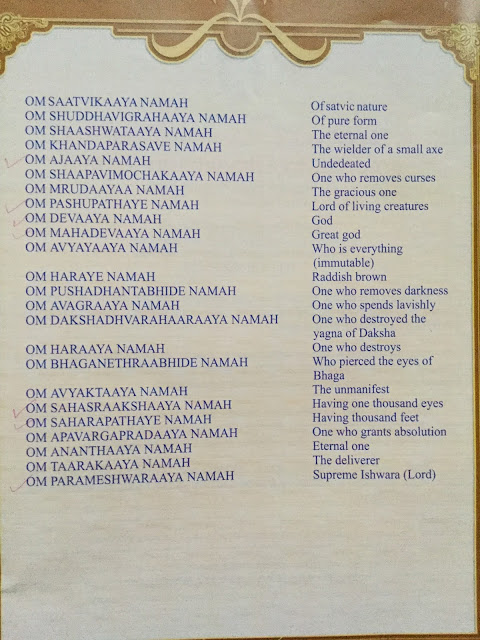 OM SAATVIKAAYA NAMAH Of satvic nature
OM SHUDDHAVIGRAHAAYA NAMAH Of pure form
OM SHAASHWATAAYA NAMAH The eternal one
OM KHANDAPARASAVE NAMAH The wielder of a small axe
OM AJAAYA NAMAH Undedeated
OM SHAAPAVIMOCHAKAAYA NAMAH One who removes curses
OM MRUDAAYAA NAMAH The gracious one
OM PASHUPATHAYE NAMAH Lord of living creatures
OM DEVAAYA NAMAH God
OM MAHADEVAAYA NAMAH Great god
OM AVYAYAAYA NAMAH Who is everything
(immutable)
OM HARAYE NAMAH Raddish brown
OM PUSHADHANTABHIDE NAMAH One who removes darkness
OM AVAGRAAYA NAMAH One who spends lavishly
OM DAKSHADHVARAHAARAAYA NAMAH One who destroyed the
yagna of Daksha
OM HARAAYA NAMAH One who destroys
OM BHAGANETHRAABHIDE NAMAH Who pierced the eyes of
Bhaga
OM AVYAKTAAYA NAMAH The unmanifest
OM SAHASRAAKSHAAYA NAMAH Having one thousand eyes
OM SAHARAPATHAYE NAMAH Having thousand feet
OM APAVARGAPRADAAYA NAMAH One who grants absolution
OM ANANTHAAYA NAMAH Eternal one
OM TAARAKAAYA NAMAH The deliverer
OM PARAMESHWARAAYA NAMAH Supreme Ishwara (Lord)